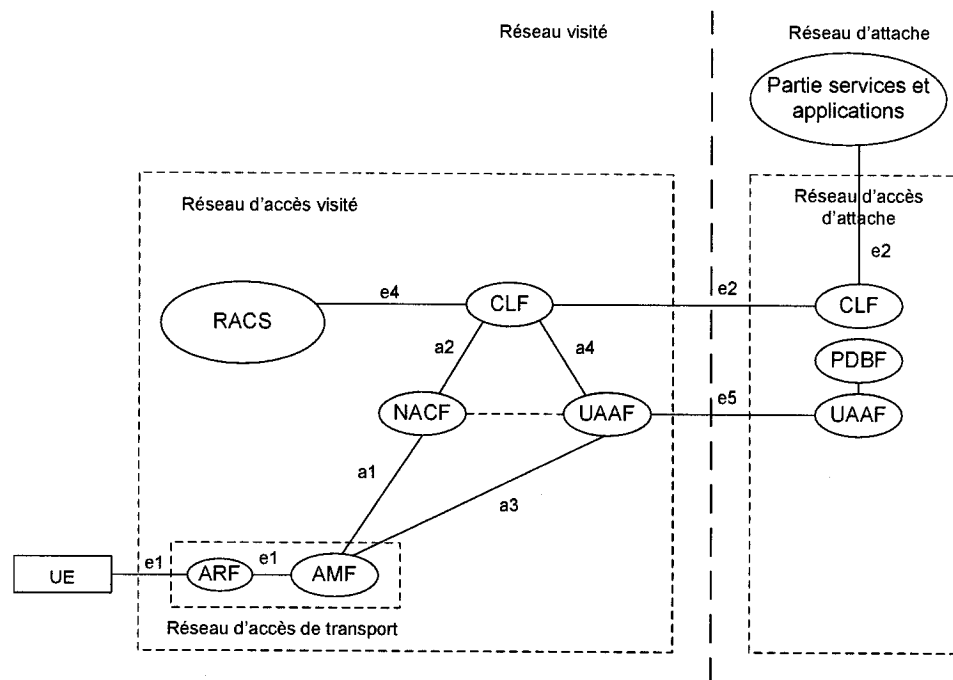 Réseau visité
Réseau d'attache
Partie services et
applications
Réseau d'accès visité
Réseau d'accès
d'attache
e2
e4
CLF
e2
CLF
RACS
a2
a4
PDBF
NACF
UAAF
e5
UAAF
a1
a3
UE
e1
ARF
e1
AMF
Réseau d'accès de transport